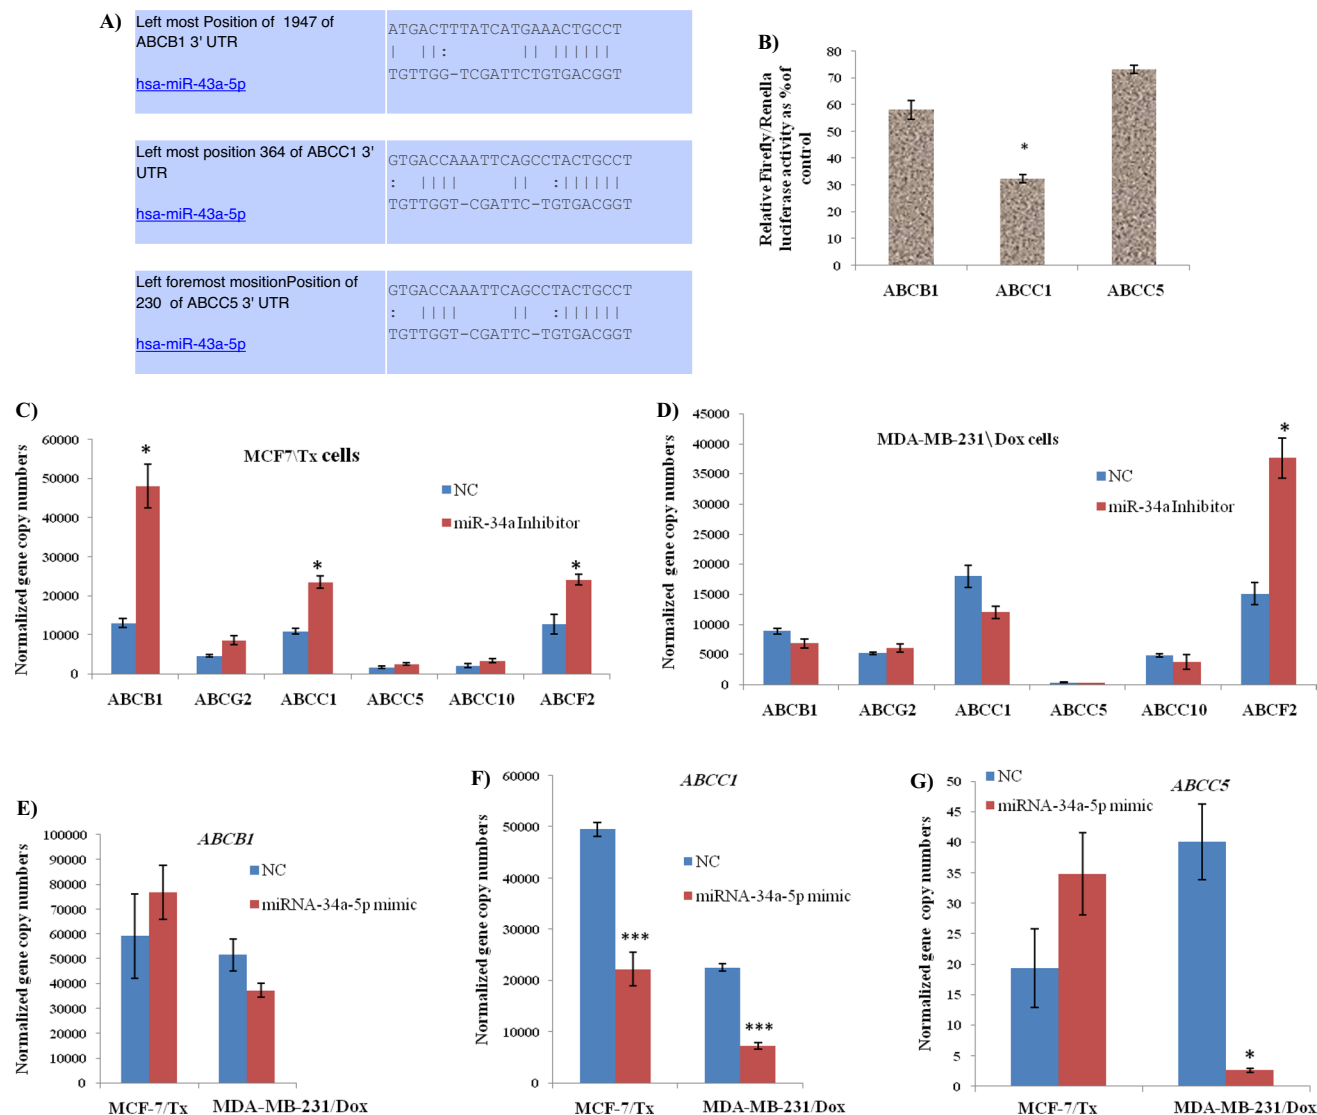 A)
Left most Position of 1947 of
ABCB1 3' UTR
hsa-miR-43a-5p
ATGACTTTATCATGAAACTGCCT
| ||: || ||||||
TGTTGG-TCGATTCTGTGACGGT
Left most position 364 of ABCC1 3'
UTR
hsa-miR-43a-5p
GTGACCAAATTCAGCCTACTGCCT
: |||| || :||||||
TGTTGGT-CGATTC-TGTGACGGT
Left foremost mositionPosition of
230 of ABCC5 3' UTR
hsa-miR-43a-5p
GTGACCAAATTCAGCCTACTGCCT
: |||| || :||||||
TGTTGGT-CGATTC-TGTGACGGT
B)
Relative Firefly/Renella
luciferase activity as %of
control
80
70
60
50
40
30
20
10
0
*
ABCB1 ABCC1 ABCC5
C)
Normalized gene copy numbers
60000
50000
40000
30000
20000
10000
0
MCF7\Tx cells
NC
miR-34a Inhibitor
* * *
ABCB1 ABCG2 ABCC1 ABCC5 ABCC10 ABCF2
D)
Normalized gene copy numbers
45000
40000
35000
30000
25000
20000
15000
10000
5000
0
MDA-MB-231\Dox cells
NC
miR-34a Inhibitor
*
ABCB1 ABCG2 ABCC1 ABCC5 ABCC10 ABCF2
E)
Normalized gene copy numbers
100000
90000
80000
70000
60000
50000
40000
30000
20000
10000
0
ABCB1
NC
miRNA-34a-5p mimic
MCF-7/Tx MDA-MB-231/Dox
F)
Normalized gene copy numbers
60000
50000
40000
30000
20000
10000
0
ABCC1
NC
miRNA-34a-5p mimic
*** ***
MCF-7/Tx MDA-MB-231/Dox
G)
Normalized gene copy numbers
50
45
40
35
30
25
20
15
10
5
0
NC
miRNA-34a-5p mimic
ABCC5
*
MCF-7/Tx MDA-MB-231/Dox